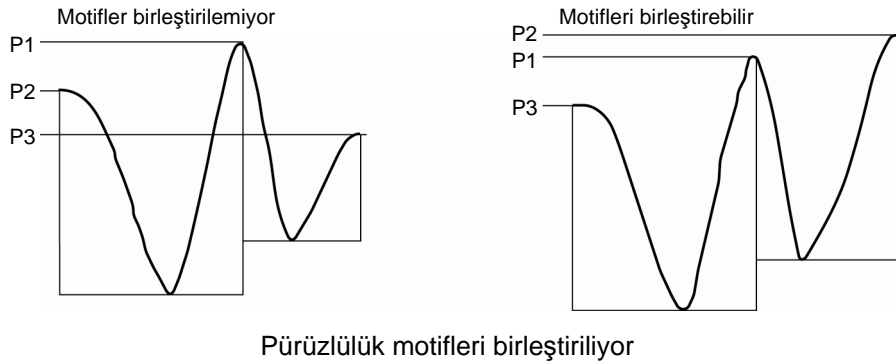 Motifler birleştirilemiyor
P1
P2
P3
Motifleri birleştirebilir
P2
P1
P3
Pürüzlülük motifleri birleştiriliyor